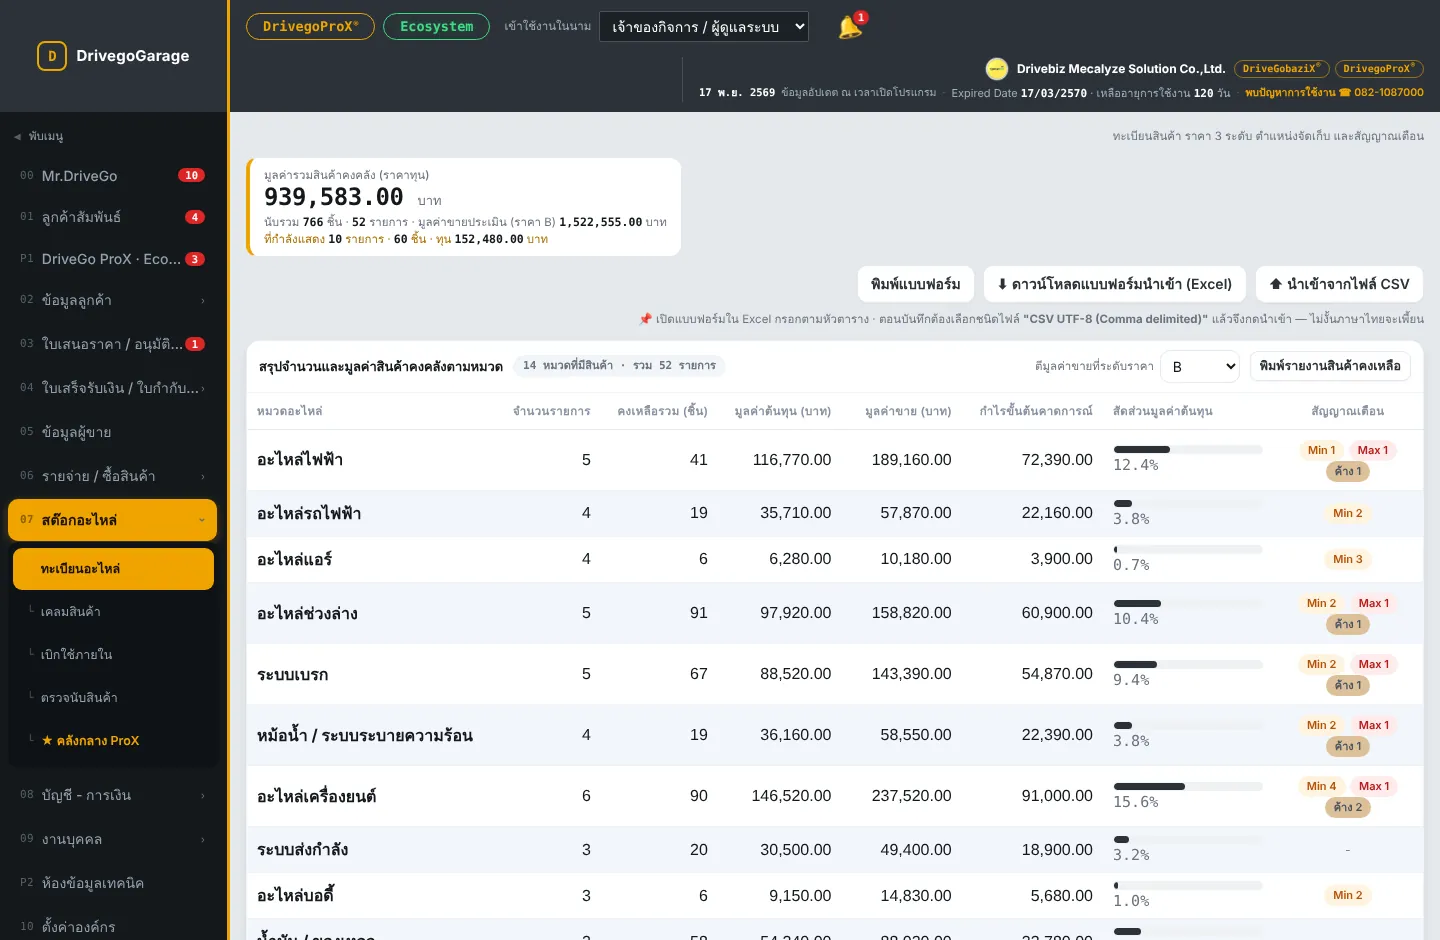 D DrivegoGarage
DrivegoProX® Ecosystem เข้าใช้งานในนาม เจ้าของกิจการ / ผู้ดูแลระบบ 1
Drivebiz Mecalyze Solution Co.,Ltd. DriveGobaziX® DrivegoProX®
17 พ.ย. 2569 ข้อมูลอัปเดต ณ เวลาเปิดโปรแกรม · Expired Date 17/03/2570 · เหลืออายุการใช้งาน 120 วัน · พบปัญหาการใช้งาน ☎ 082-1087000
◀ พับเมนู
00 Mr.DriveGo 10
01 ลูกค้าสัมพันธ์ 4
P1 DriveGo ProX · Eco... 3
02 ข้อมูลลูกค้า ›
03 ใบเสนอราคา / อนุมัติ... 1
04 ใบเสร็จรับเงิน / ใบกำกับ... ›
05 ข้อมูลผู้ขาย
06 รายจ่าย / ซื้อสินค้า ›
07 สต๊อกอะไหล่ ›
ทะเบียนอะไหล่
└ เคลมสินค้า
└ เบิกใช้ภายใน
└ ตรวจนับสินค้า
└ ★ คลังกลาง ProX
08 บัญชี - การเงิน ›
09 งานบุคคล ›
P2 ห้องข้อมูลเทคนิค
10 ตั้งค่าองค์กร
ทะเบียนสินค้า ราคา 3 ระดับ ตำแหน่งจัดเก็บ และสัญญาณเตือน
มูลค่ารวมสินค้าคงคลัง (ราคาทุน)
939,583.00 บาท
นับรวม 766 ชิ้น · 52 รายการ · มูลค่าขายประเมิน (ราคา B) 1,522,555.00 บาท
ที่กำลังแสดง 10 รายการ · 60 ชิ้น · ทุน 152,480.00 บาท
พิมพ์แบบฟอร์ม ⬇ ดาวน์โหลดแบบฟอร์มนำเข้า (Excel) ⬆ นำเข้าจากไฟล์ CSV
📌 เปิดแบบฟอร์มใน Excel กรอกตามหัวตาราง · ตอนบันทึกต้องเลือกชนิดไฟล์ "CSV UTF-8 (Comma delimited)" แล้วจึงกดนำเข้า — ไม่งั้นภาษาไทยจะเพี้ยน
สรุปจำนวนและมูลค่าสินค้าคงคลังตามหมวด 14 หมวดที่มีสินค้า · รวม 52 รายการ ตีมูลค่าขายที่ระดับราคา B พิมพ์รายงานสินค้าคงเหลือ
หมวดอะไหล่ จำนวนรายการ คงเหลือรวม (ชิ้น) มูลค่าต้นทุน (บาท) มูลค่าขาย (บาท) กำไรขั้นต้นคาดการณ์ สัดส่วนมูลค่าต้นทุน สัญญาณเตือน
อะไหล่ไฟฟ้า 5 41 116,770.00 189,160.00 72,390.00 12.4% Min 1 Max 1 ค้าง 1
อะไหล่รถไฟฟ้า 4 19 35,710.00 57,870.00 22,160.00 3.8% Min 2
อะไหล่แอร์ 4 6 6,280.00 10,180.00 3,900.00 0.7% Min 3
อะไหล่ช่วงล่าง 5 91 97,920.00 158,820.00 60,900.00 10.4% Min 2 Max 1 ค้าง 1
ระบบเบรก 5 67 88,520.00 143,390.00 54,870.00 9.4% Min 2 Max 1 ค้าง 1
หม้อน้ำ / ระบบระบายความร้อน 4 19 36,160.00 58,550.00 22,390.00 3.8% Min 2 Max 1 ค้าง 1
อะไหล่เครื่องยนต์ 6 90 146,520.00 237,520.00 91,000.00 15.6% Min 4 Max 1 ค้าง 2
ระบบส่งกำลัง 3 20 30,500.00 49,400.00 18,900.00 3.2% -
อะไหล่บอดี้ 3 6 9,150.00 14,830.00 5,680.00 1.0% Min 2